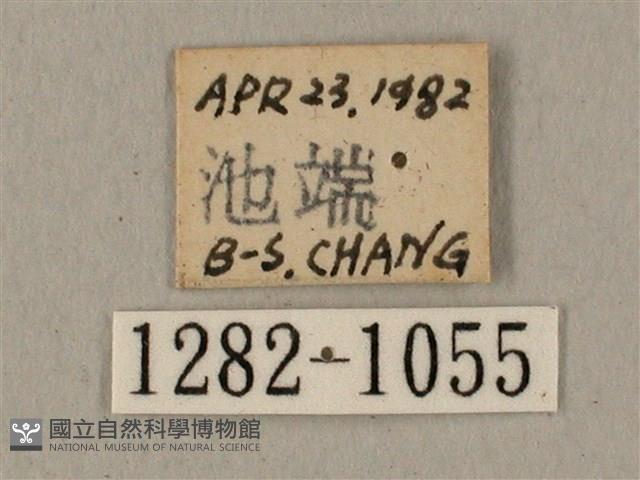 APR 23. 1982
池端
B-S. CHANG
1282-1055
國立自然科學博物館
NATIONAL MUSEUM OF NATURAL SCIENCE